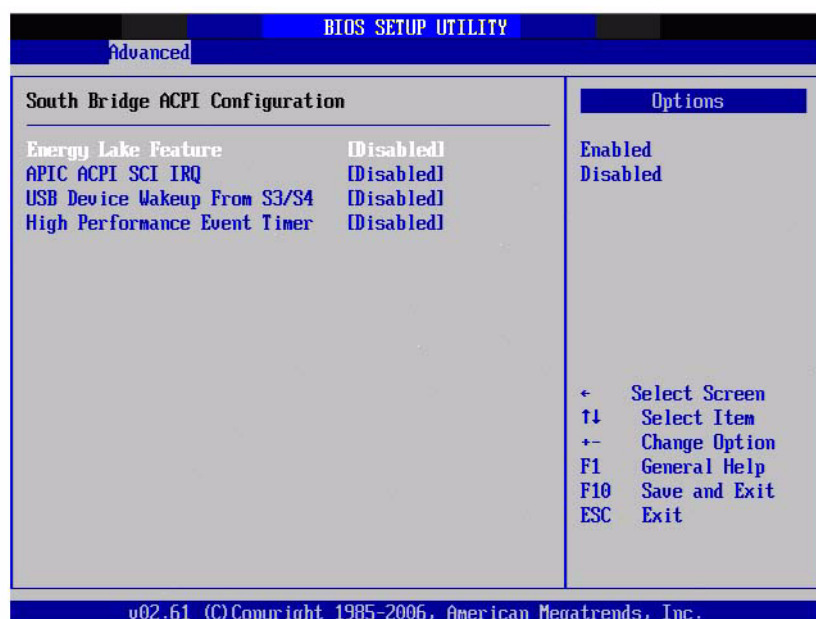 BIOS SETUP UTILITY
Advanced
South Bridge ACPI Configuration
Energy Lake Feature [Disabled]
APIC ACPI SCI IRQ [Disabled]
USB Device Wakeup From S3/S4 [Disabled]
High Performance Event Timer [Disabled]
Options
Enabled
Disabled
← Select Screen
↑↓ Select Item
+- Change Option
F1 General Help
F10 Save and Exit
ESC Exit
v02.61 (C)Copyright 1985-2006, American Megatrends, Inc.